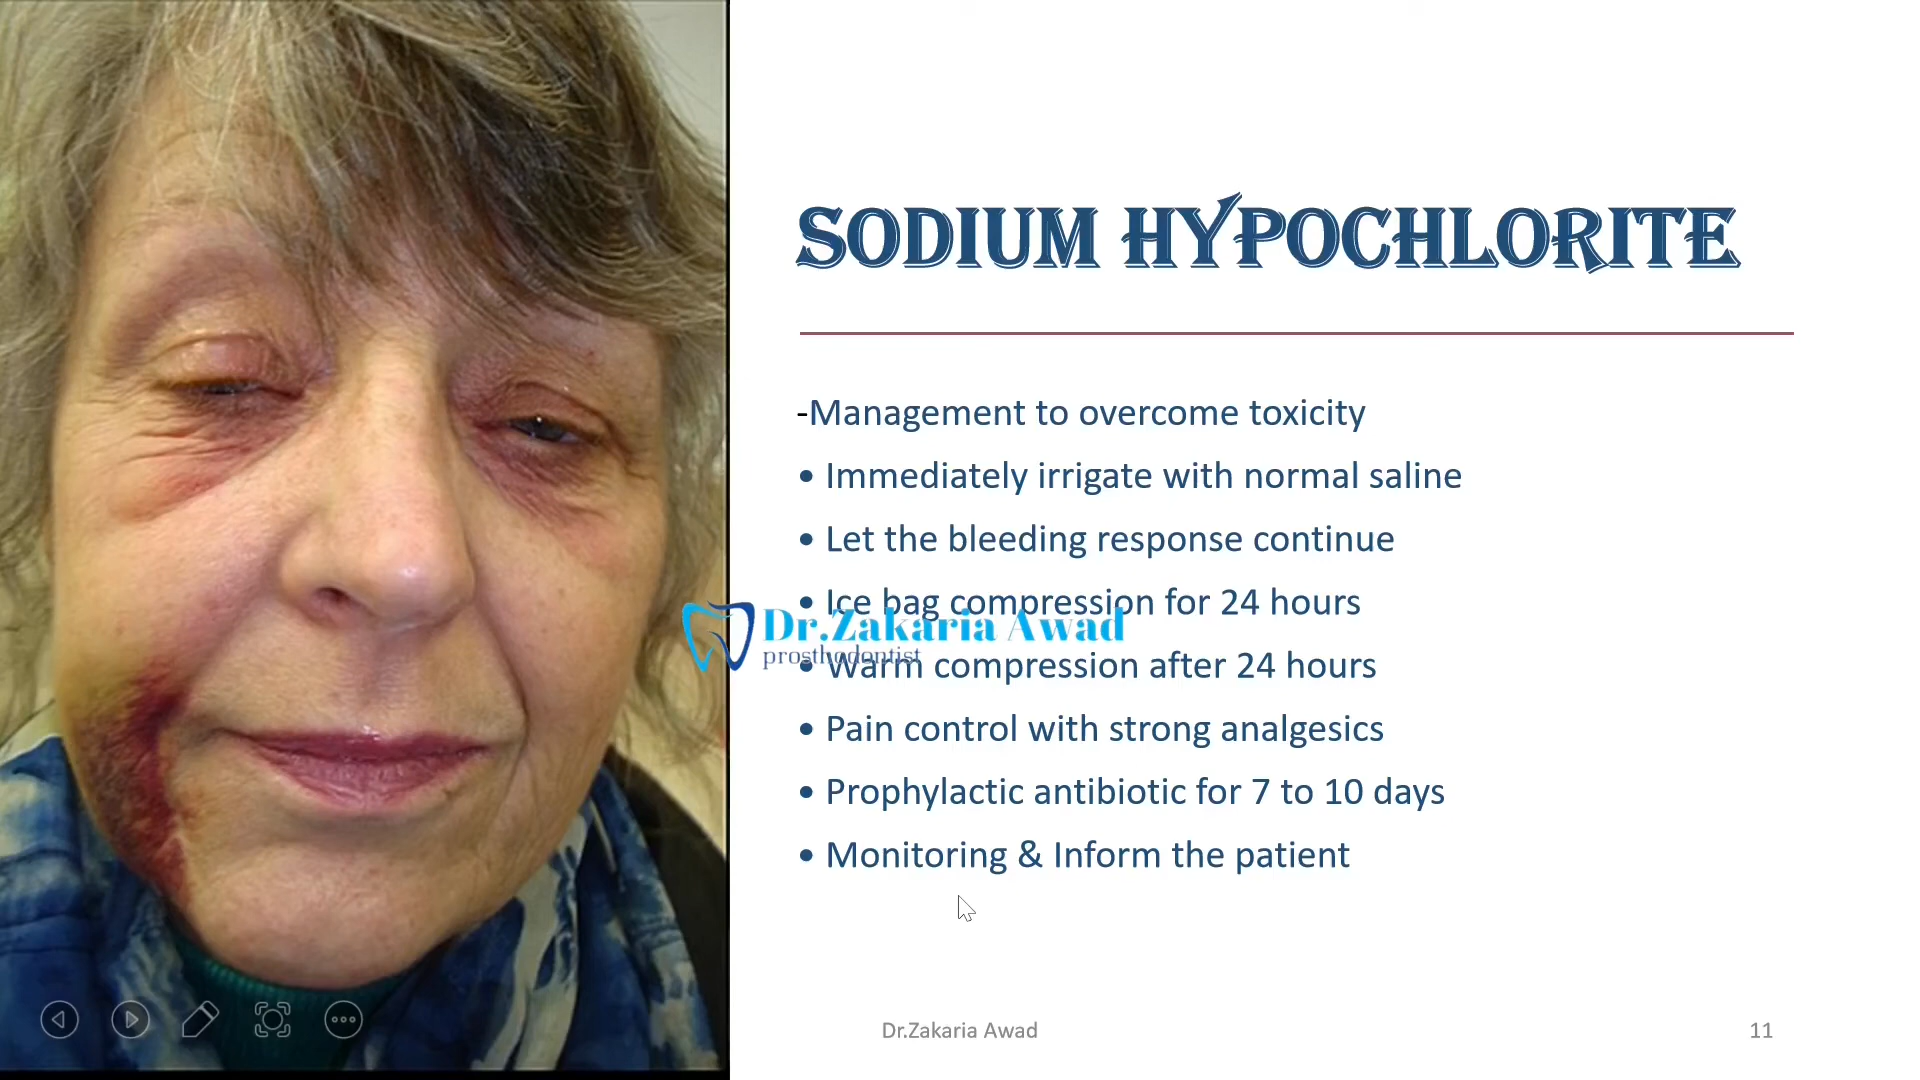 SODIUM HYPOCHLORITE
-Management to overcome toxicity
• Immediately irrigate with normal saline
• Let the bleeding response continue
• Ice bag compression for 24 hours
Dr.Zakaria Awad
prosthodontist
• Warm compression after 24 hours
• Pain control with strong analgesics
• Prophylactic antibiotic for 7 to 10 days
• Monitoring & Inform the patient
Dr.Zakaria Awad
11